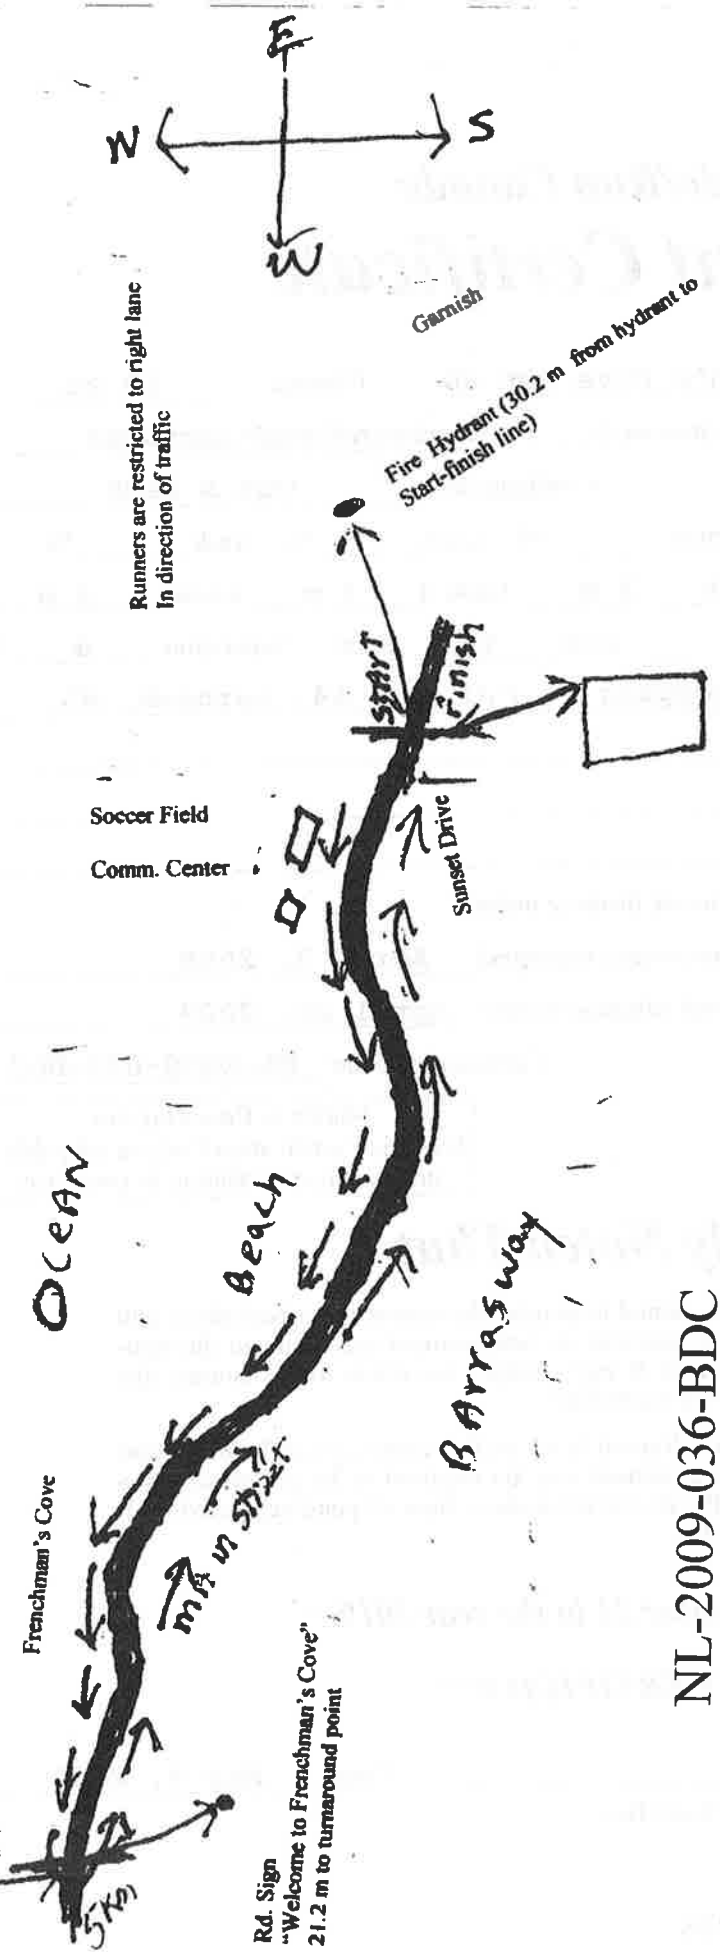 E
N
S
W
Runners are restricted to right lane
In direction of traffic
Garnish
Fire Hydrant (30.2 m from hydrant to
Start-finish line)
START
FINISH
Soccer Field
Comm. Center
Sunset Drive
OCEAN
Beach
Barrasway
Frenchman's Cove
MAIN STREET
Rd. Sign
"Welcome to Frenchman's Cove"
21.2 m to turnaround point
5Km
NL-2009-036-BDC